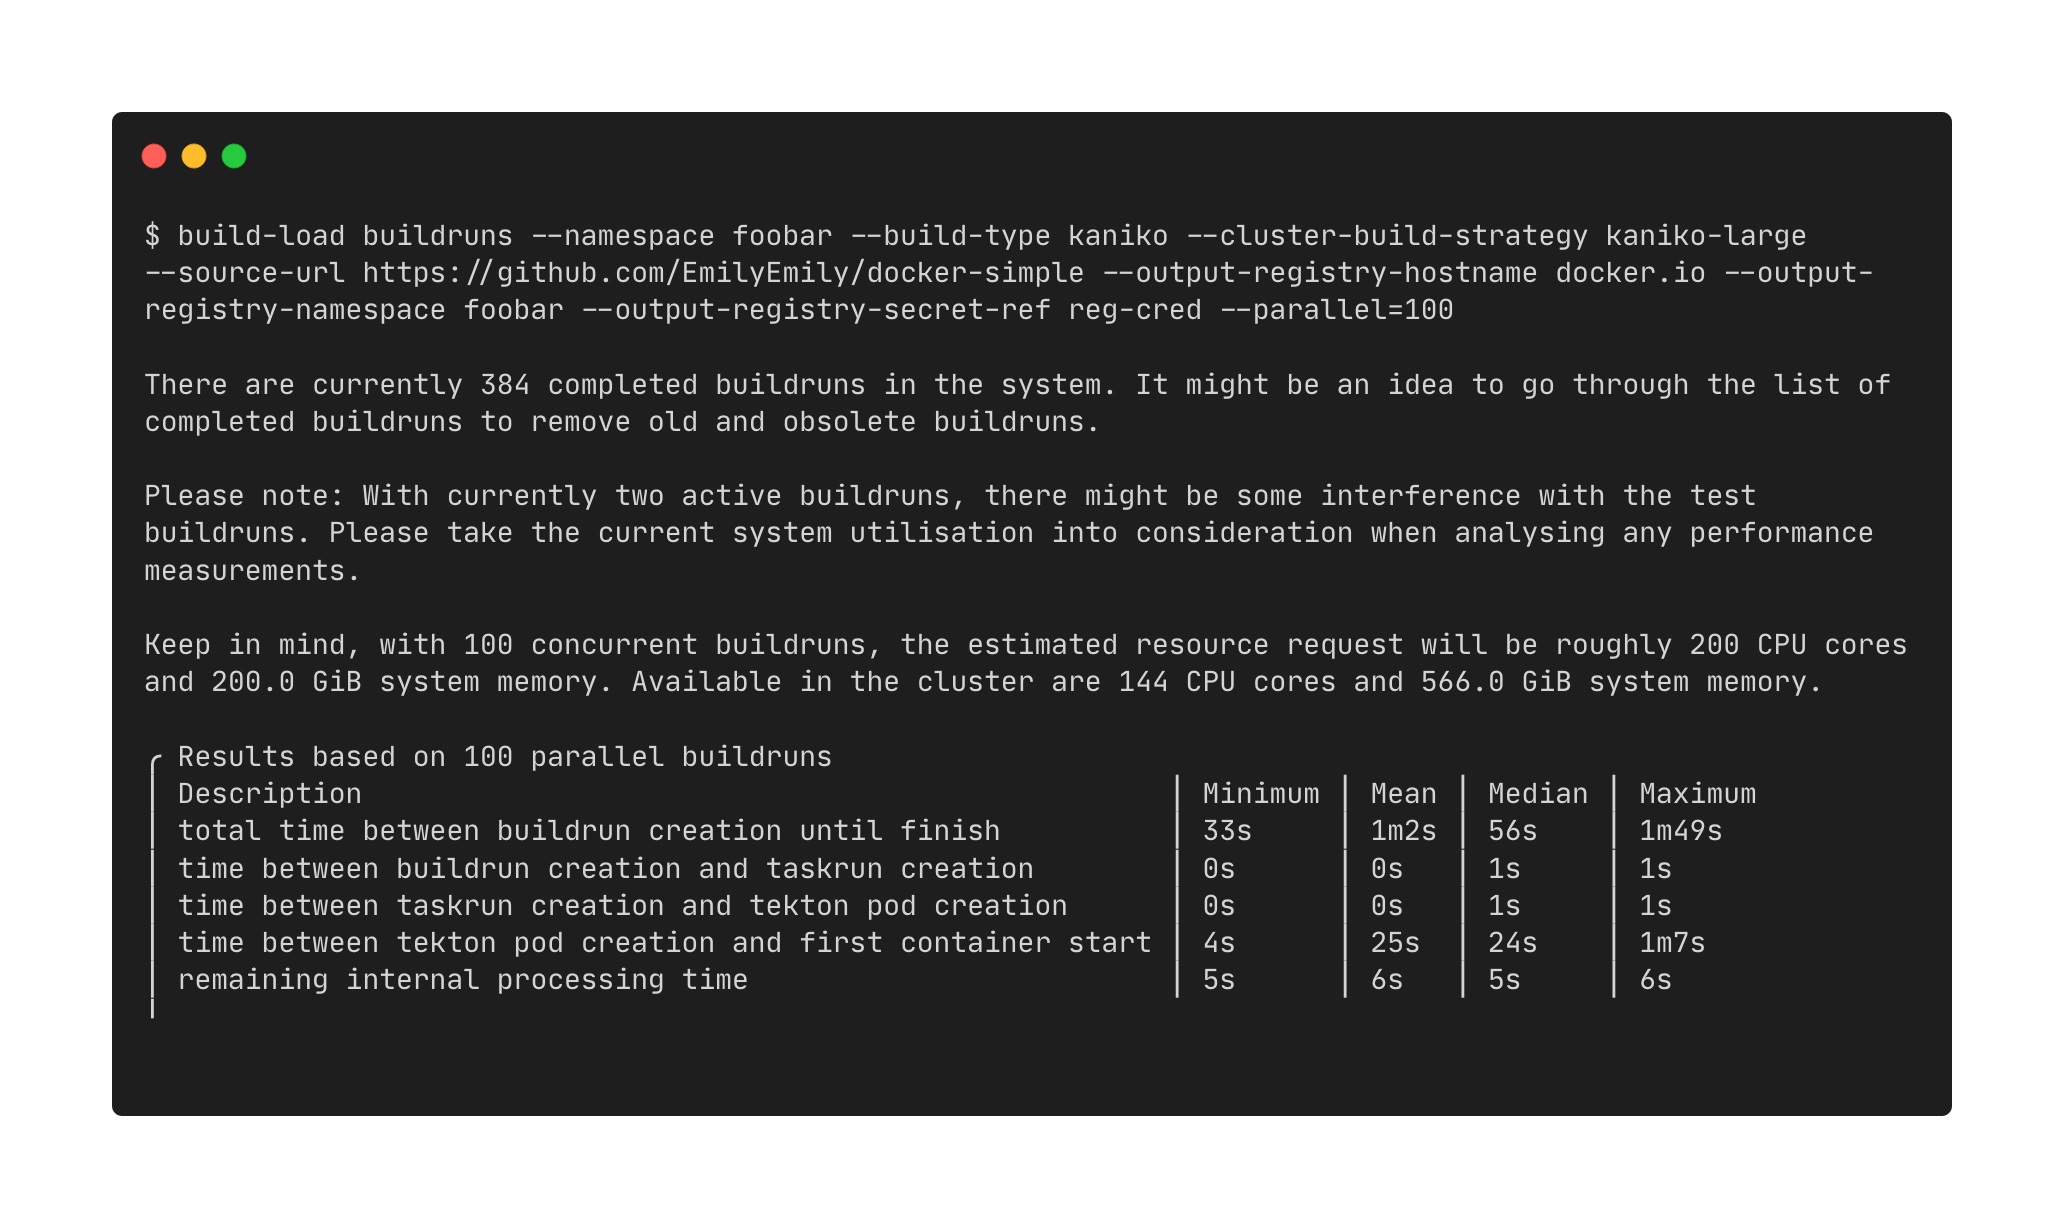 $ build-load buildruns --namespace foobar --build-type kaniko --cluster-build-strategy kaniko-large
--source-url https://github.com/EmilyEmily/docker-simple --output-registry-hostname docker.io --output-
registry-namespace foobar --output-registry-secret-ref reg-cred --parallel=100

There are currently 384 completed buildruns in the system. It might be an idea to go through the list of
completed buildruns to remove old and obsolete buildruns.

Please note: With currently two active buildruns, there might be some interference with the test
buildruns. Please take the current system utilisation into consideration when analysing any performance
measurements.

Keep in mind, with 100 concurrent buildruns, the estimated resource request will be roughly 200 CPU cores
and 200.0 GiB system memory. Available in the cluster are 144 CPU cores and 566.0 GiB system memory.

╭ Results based on 100 parallel buildruns
│ Description                                               │ Minimum │ Mean │ Median │ Maximum
│ total time between buildrun creation until finish         │ 33s     │ 1m2s │ 56s    │ 1m49s
│ time between buildrun creation and taskrun creation       │ 0s      │ 0s   │ 1s     │ 1s
│ time between taskrun creation and tekton pod creation     │ 0s      │ 0s   │ 1s     │ 1s
│ time between tekton pod creation and first container start │ 4s      │ 25s  │ 24s    │ 1m7s
│ remaining internal processing time                        │ 5s      │ 6s   │ 5s     │ 6s
╵